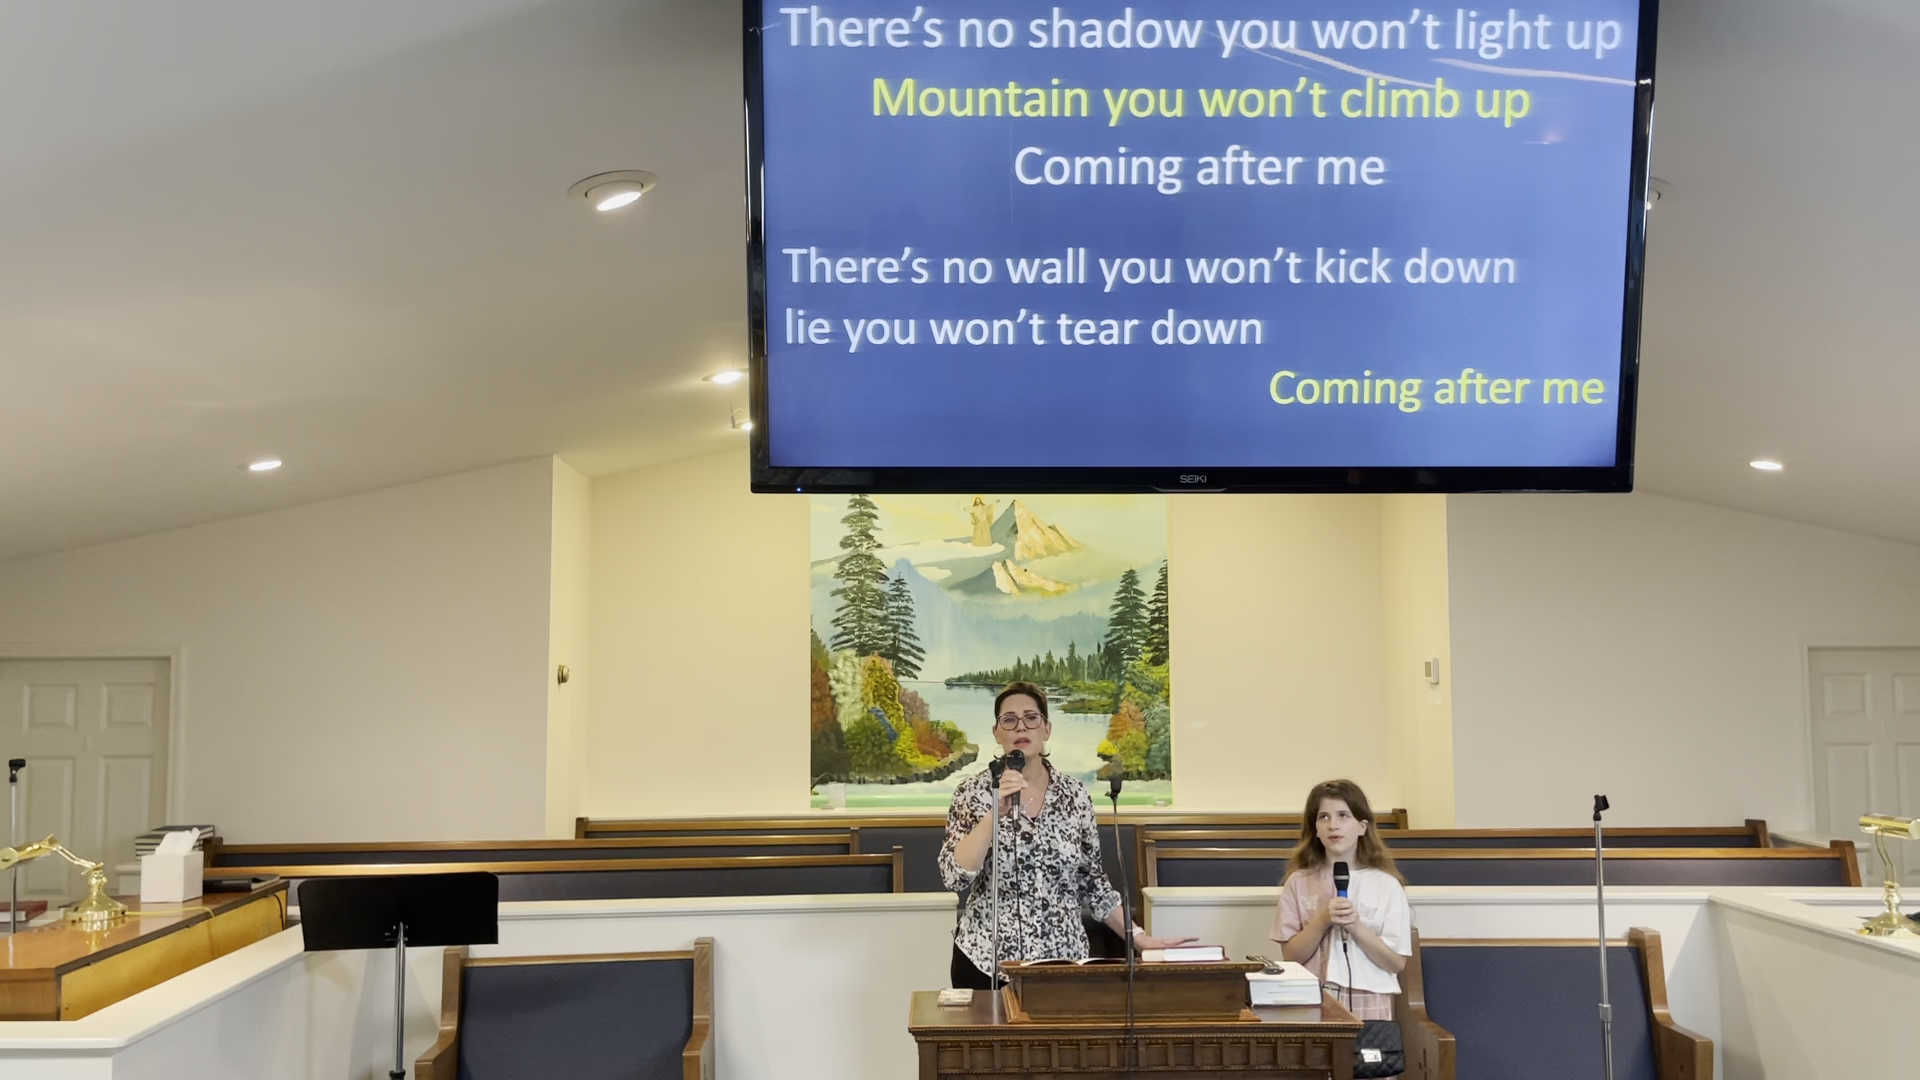 There's no shadow you won't light up
Mountain you won't climb up
Coming after me
There's no wall you won't kick down
lie you won't tear down
Coming after me
SEIKI